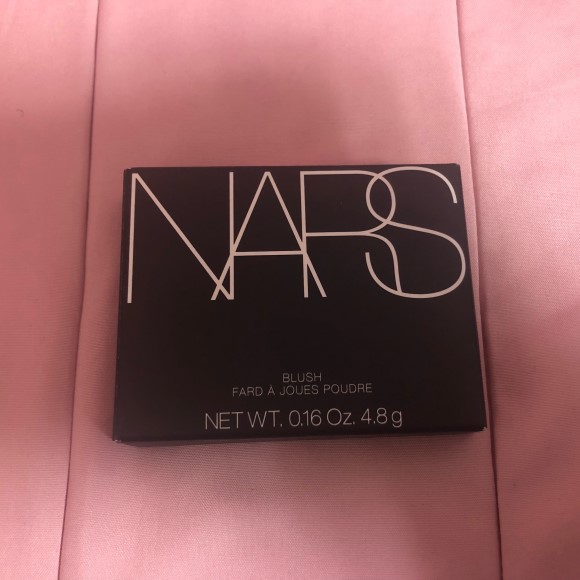 NARS
BLUSH
FARD À JOUES POUDRE
NET WT. 0.16 Oz. 4.8 g